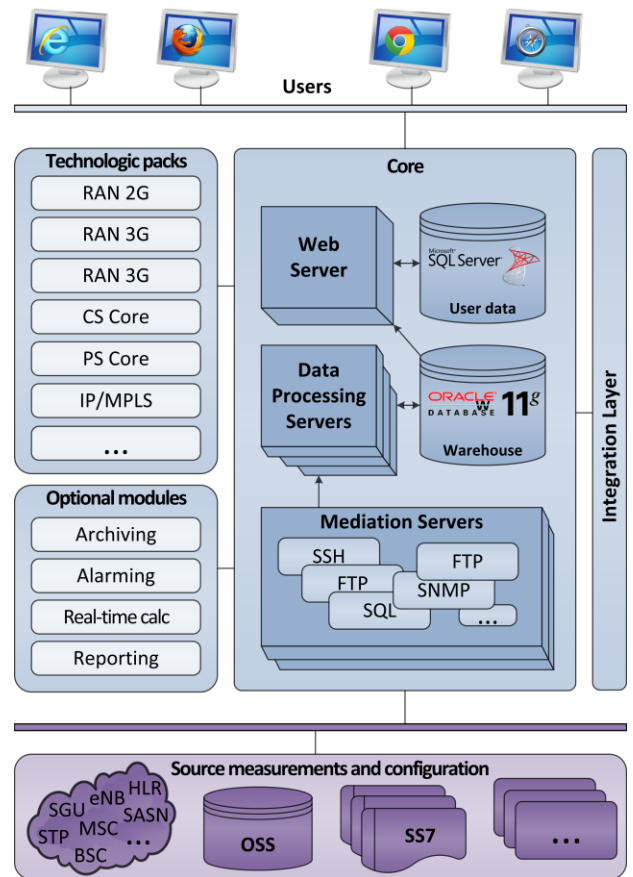 Users
Technologic packs
RAN 2G
RAN 3G
RAN 3G
CS Core
PS Core
IP/MPLS
...
Optional modules
Archiving
Alarming
Real-time calc
Reporting
Core
Web
Server
Microsoft
SQL Server
User data
Data
Processing
Servers
ORACLE
W
DATABASE
11g
Warehouse
Mediation Servers
SSH
FTP
FTP
SNMP
SQL
...
Integration Layer
Source measurements and configuration
HLR
eNB
SGU
SASN
MSC
STP
...
BSC
OSS
SS7
...